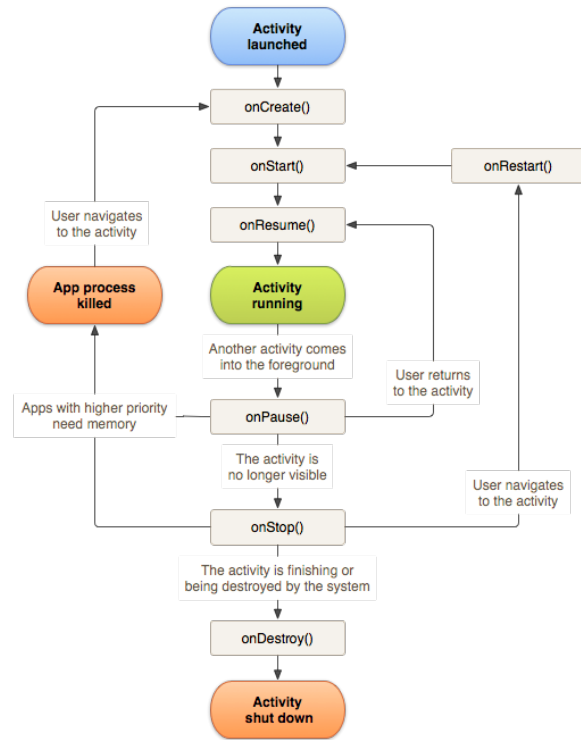 Activity
launched
onCreate()
onStart()
onRestart()
User navigates
to the activity
onResume()
App process
killed
Activity
running
Another activity comes
into the foreground
User returns
to the activity
Apps with higher priority
need memory
onPause()
The activity is
no longer visible
User navigates
to the activity
onStop()
The activity is finishing or
being destroyed by the system
onDestroy()
Activity
shut down